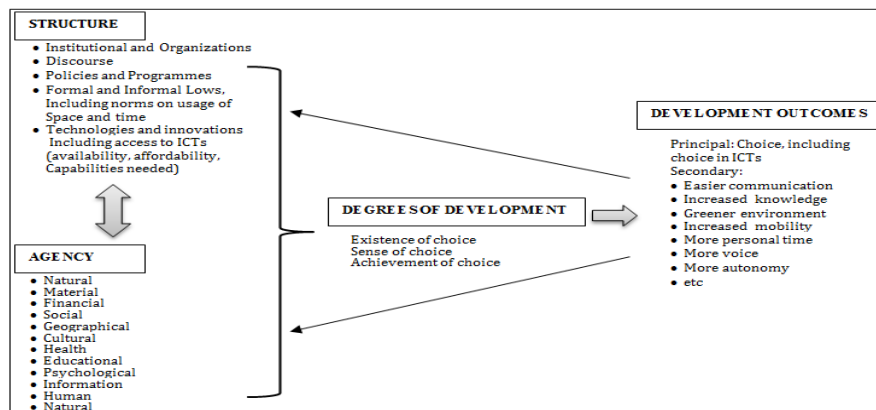 STRUCTURE
• Institutional and Organizations
• Discourse
• Policies and Programmes
• Formal and Informal Lows,
Including norms on usage of
Space and time
• Technologies and innovations
Including access to ICTs
(availability, affordability,
Capabilities needed)
AGENCY
• Natural
• Material
• Financial
• Social
• Geographical
• Cultural
• Health
• Educational
• Psychological
• Information
• Human
• Natural
DEGREES OF DEVELOPMENT
Existence of choice
Sense of choice
Achievement of choice
DEVELOPMENT OUTCOMES
Principal: Choice, including
choice in ICTs
Secondary:
• Easier communication
• Increased knowledge
• Greener environment
• Increased mobility
• More personal time
• More voice
• More autonomy
• etc